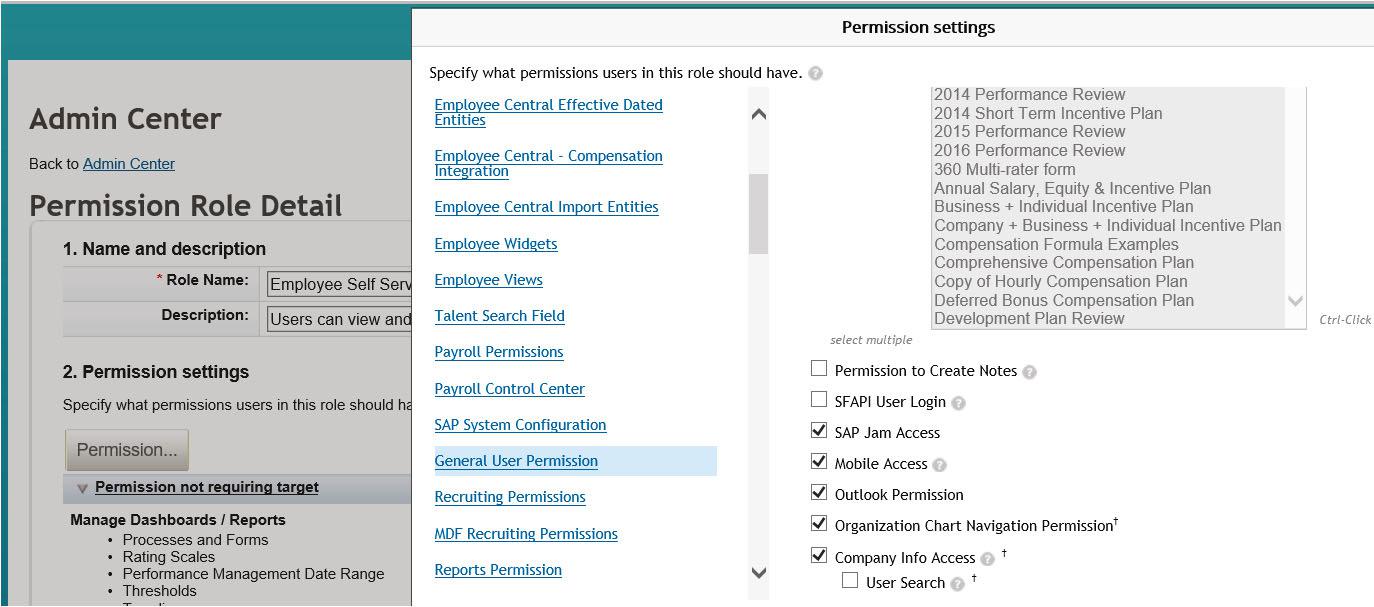 Permission settings
Admin Center
Back to Admin Center
Permission Role Detail
1. Name and description
* Role Name:
Employee Self Serv
Description:
Users can view and
2. Permission settings
Specify what permissions users in this role should ha
Permission...
Permission not requiring target
Manage Dashboards / Reports
• Processes and Forms
• Rating Scales
• Performance Management Date Range
• Thresholds
Specify what permissions users in this role should have. ?
Employee Central Effective Dated
Entities
Employee Central - Compensation
Integration
Employee Central Import Entities
Employee Widgets
Employee Views
Talent Search Field
Payroll Permissions
Payroll Control Center
SAP System Configuration
General User Permission
Recruiting Permissions
MDF Recruiting Permissions
Reports Permission
2014 Performance Review
2014 Short Term Incentive Plan
2015 Performance Review
2016 Performance Review
360 Multi-rater form
Annual Salary, Equity & Incentive Plan
Business + Individual Incentive Plan
Company + Business + Individual Incentive Plan
Compensation Formula Examples
Comprehensive Compensation Plan
Copy of Hourly Compensation Plan
Deferred Bonus Compensation Plan
Development Plan Review
Ctrl-Click
select multiple
Permission to Create Notes ?
SFAPI User Login ?
SAP Jam Access
Mobile Access ?
Outlook Permission
Organization Chart Navigation Permission†
Company Info Access ? †
User Search ? †